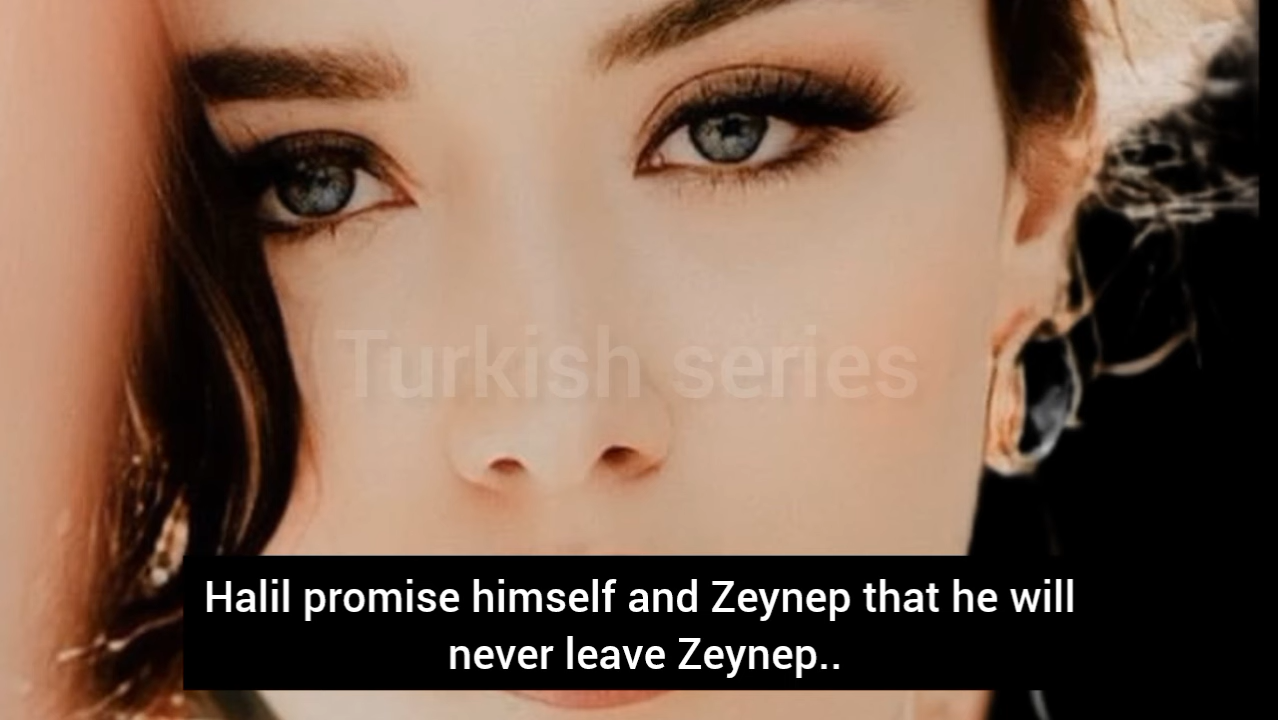 Turkish series
Halil promise himself and Zeynep that he will
never leave Zeynep..